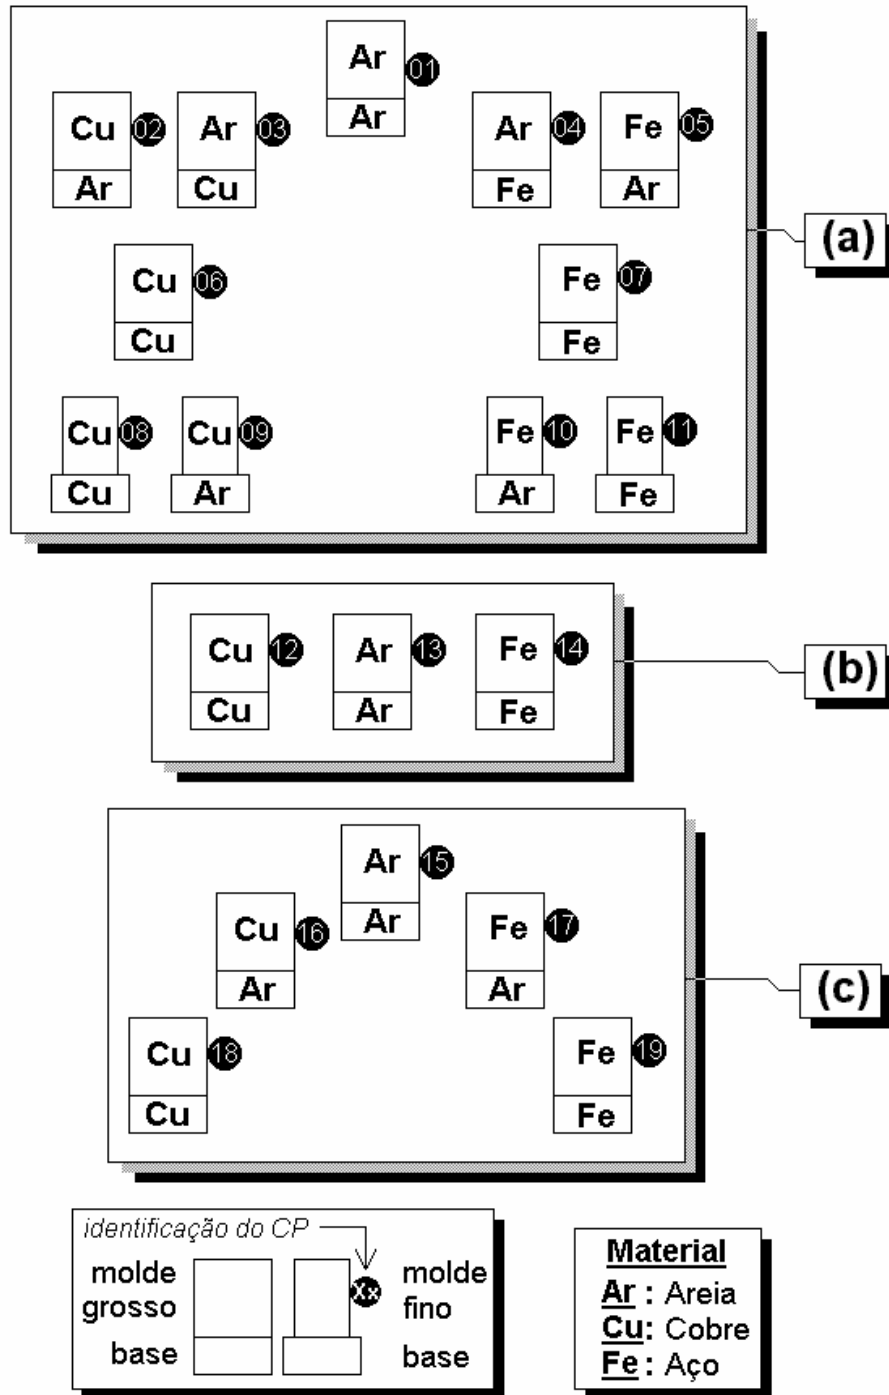 Ar 01
Ar
Cu 02 Ar 03 Ar 04 Fe 05
Ar Cu Fe Ar
(a)
Cu 06 Fe 07
Cu Fe
Cu 08 Cu 09 Fe 10 Fe 11
Cu Ar Ar Fe
Cu 12 Ar 13 Fe 14
Cu Ar Fe
(b)
Ar 15
Ar
Cu 16 Fe 17
Ar Ar
(c)
Cu 18 Fe 19
Cu Fe
identificação do CP
molde grosso
Xx
molde fino
base
base
Material
Ar : Areia
Cu: Cobre
Fe : Aço